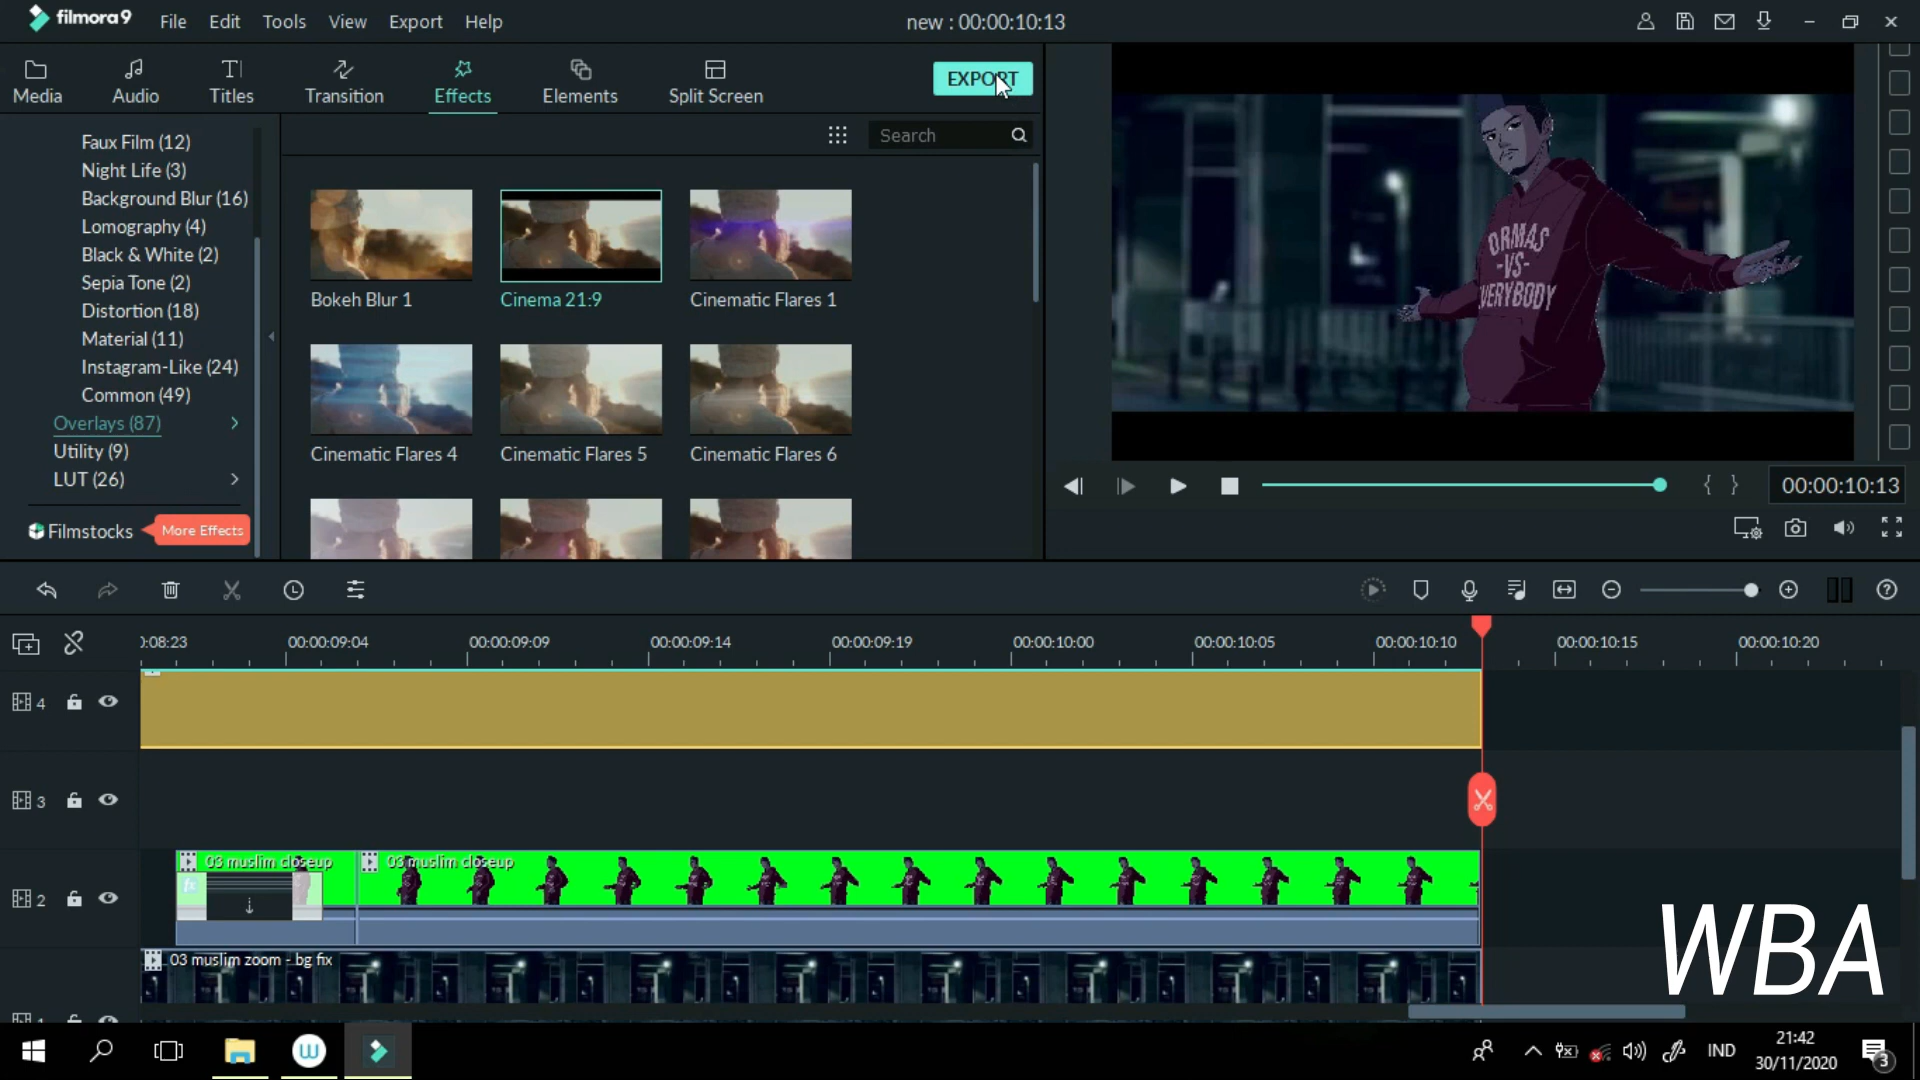 filmora9
File Edit Tools View Export Help
new : 00:00:10:13
Media Audio Titles Transition Effects Elements Split Screen
EXPORT
Search
Faux Film (12)
Night Life (3)
Background Blur (16)
Lomography (4)
Black & White (2)
Sepia Tone (2)
Distortion (18)
Material (11)
Instagram-Like (24)
Common (49)
Overlays (87)
Utility (9)
LUT (26)
Filmstocks More Effects
Bokeh Blur 1 Cinema 21:9 Cinematic Flares 1
Cinematic Flares 4 Cinematic Flares 5 Cinematic Flares 6
ORMAS
-VS-
VERYBODY
{ } 00:00:10:13
0:08:23 00:00:09:04 00:00:09:09 00:00:09:14 00:00:09:19 00:00:10:00 00:00:10:05 00:00:10:10 00:00:10:15 00:00:10:20
4
3
2
03 muslim closeup 03 muslim closeup
fx
03 muslim zoom - bg fix
1
WBA
IND
21:42
30/11/2020
3